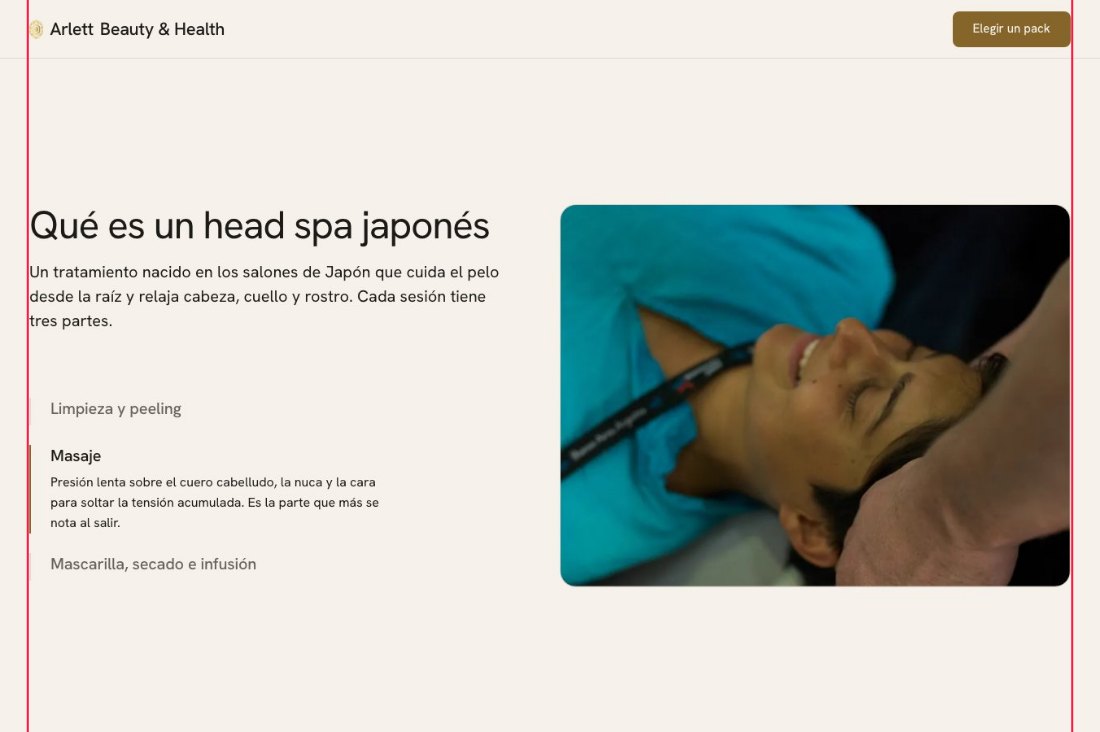 Arlett Beauty & Health
Elegir un pack
Qué es un head spa japonés
Un tratamiento nacido en los salones de Japón que cuida el pelo
desde la raíz y relaja cabeza, cuello y rostro. Cada sesión tiene
tres partes.
Limpieza y peeling
Masaje
Presión lenta sobre el cuero cabelludo, la nuca y la cara
para soltar la tensión acumulada. Es la parte que más se
nota al salir.
Mascarilla, secado e infusión